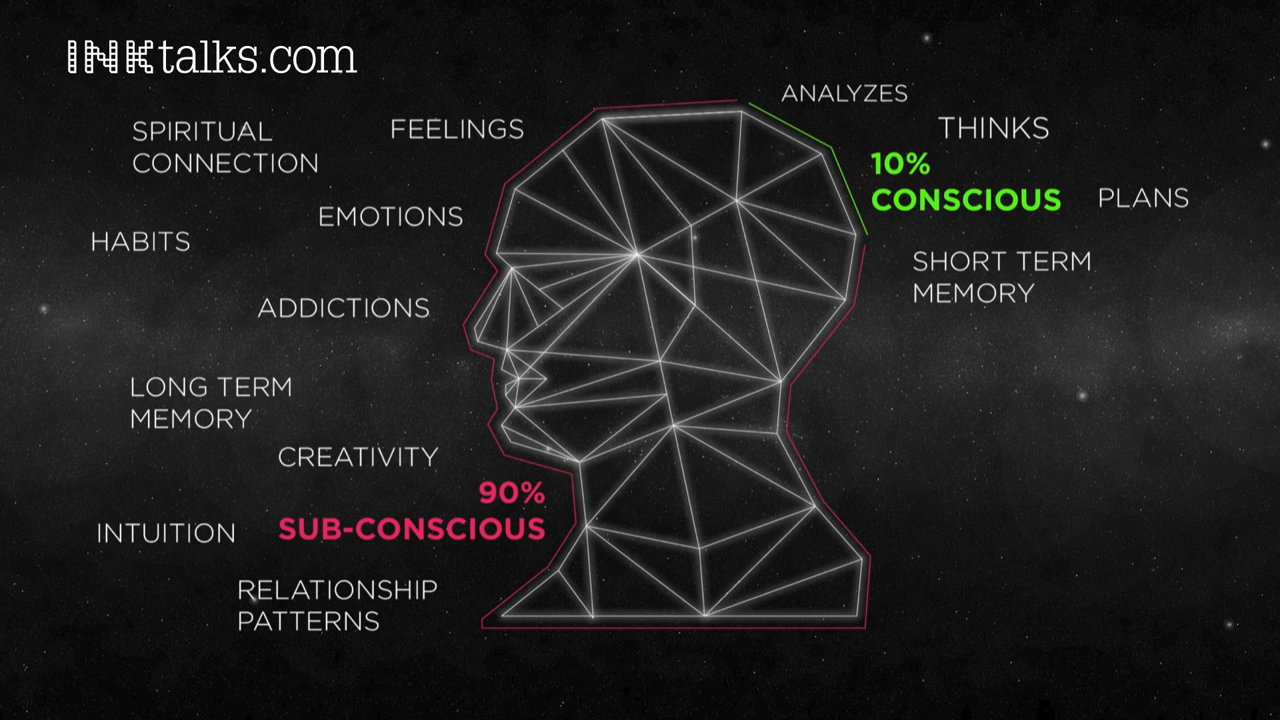 INKtalks.com
SPIRITUAL
CONNECTION
FEELINGS
EMOTIONS
HABITS
ADDICTIONS
LONG TERM
MEMORY
CREATIVITY
90%
SUB-CONSCIOUS
INTUITION
RELATIONSHIP
PATTERNS
ANALYZES
THINKS
10%
CONSCIOUS
PLANS
SHORT TERM
MEMORY